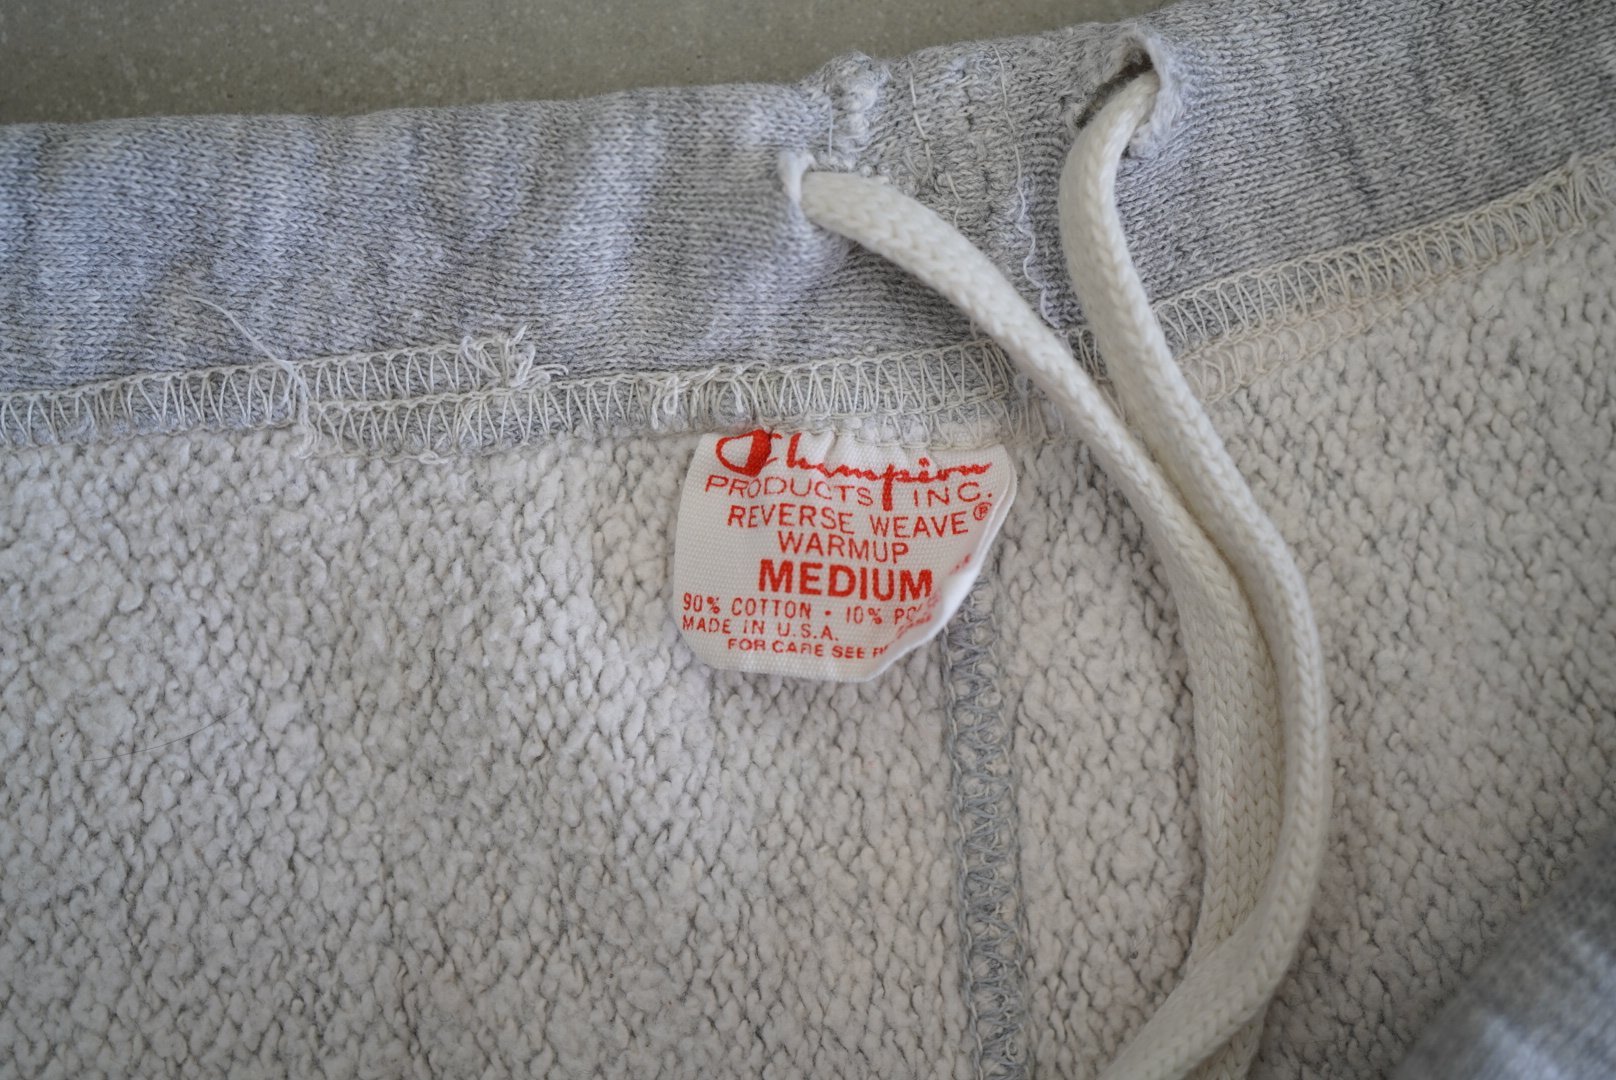 Champion
PRODUCTS INC.
REVERSE WEAVE®
WARMUP
MEDIUM
90% COTTON • 10%
MADE IN U.S.A.
FOR CARE SEE